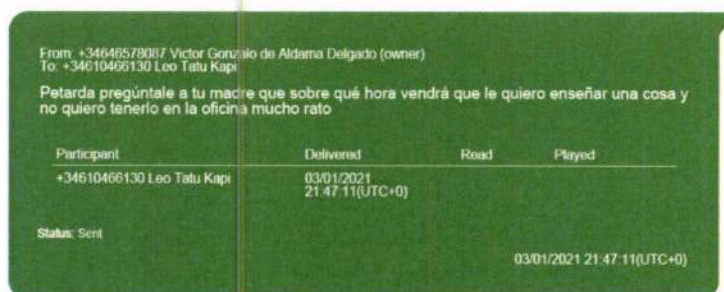 From: +34646578087 Victor Gonzalo de Aldama Delgado (owner)
To: +34610466130 Leo Tatu Kapi
Petarda pregúntale a tu madre que sobre qué hora vendrá que le quiero enseñar una cosa y
no quiero tenerlo en la oficina mucho rato
Participant Delivered Read Played
+34610466130 Leo Tatu Kapi 03/01/2021
21:47:11(UTC+0)
Status: Sent
03/01/2021 21:47:11(UTC+0)